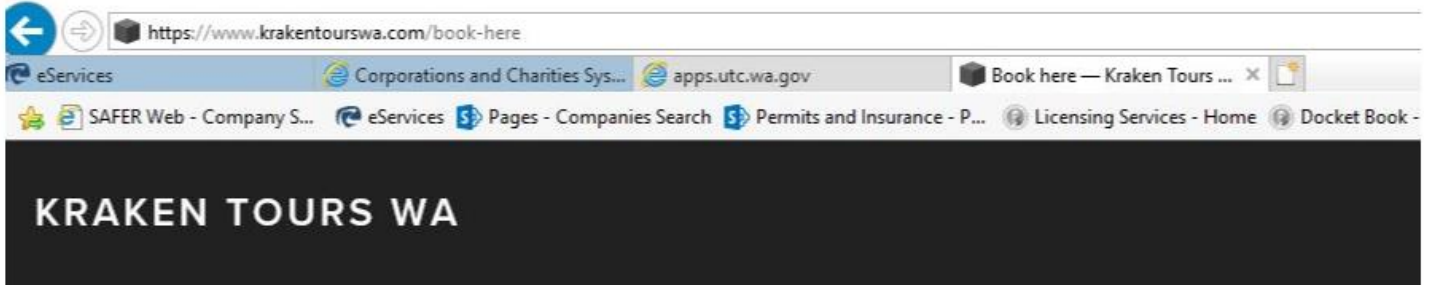 https://www.krakentourswa.com/book-here
eServices Corporations and Charities Sys... apps.utc.wa.gov Book here — Kraken Tours ...
SAFER Web - Company S... eServices Pages - Companies Search Permits and Insurance - P... Licensing Services - Home Docket Book -
KRAKEN TOURS WA